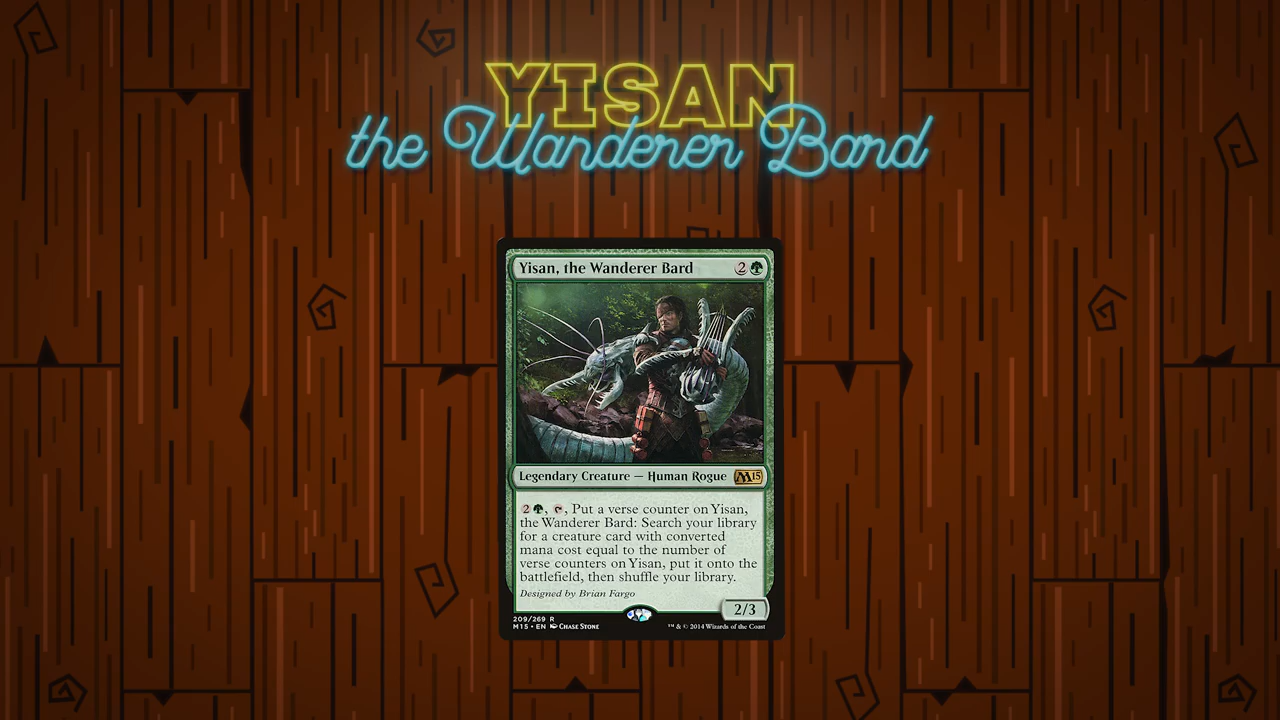 YISAN
the Wanderer Bard
Yisan, the Wanderer Bard 2
Legendary Creature — Human Rogue M15
2 , , Put a verse counter on Yisan,
the Wanderer Bard: Search your library
for a creature card with converted
mana cost equal to the number of
verse counters on Yisan, put it onto the
battlefield, then shuffle your library.
Designed by Brian Fargo
2/3
209/269 R
M15 • EN CHASE STONE
™ & © 2014 Wizards of the Coast